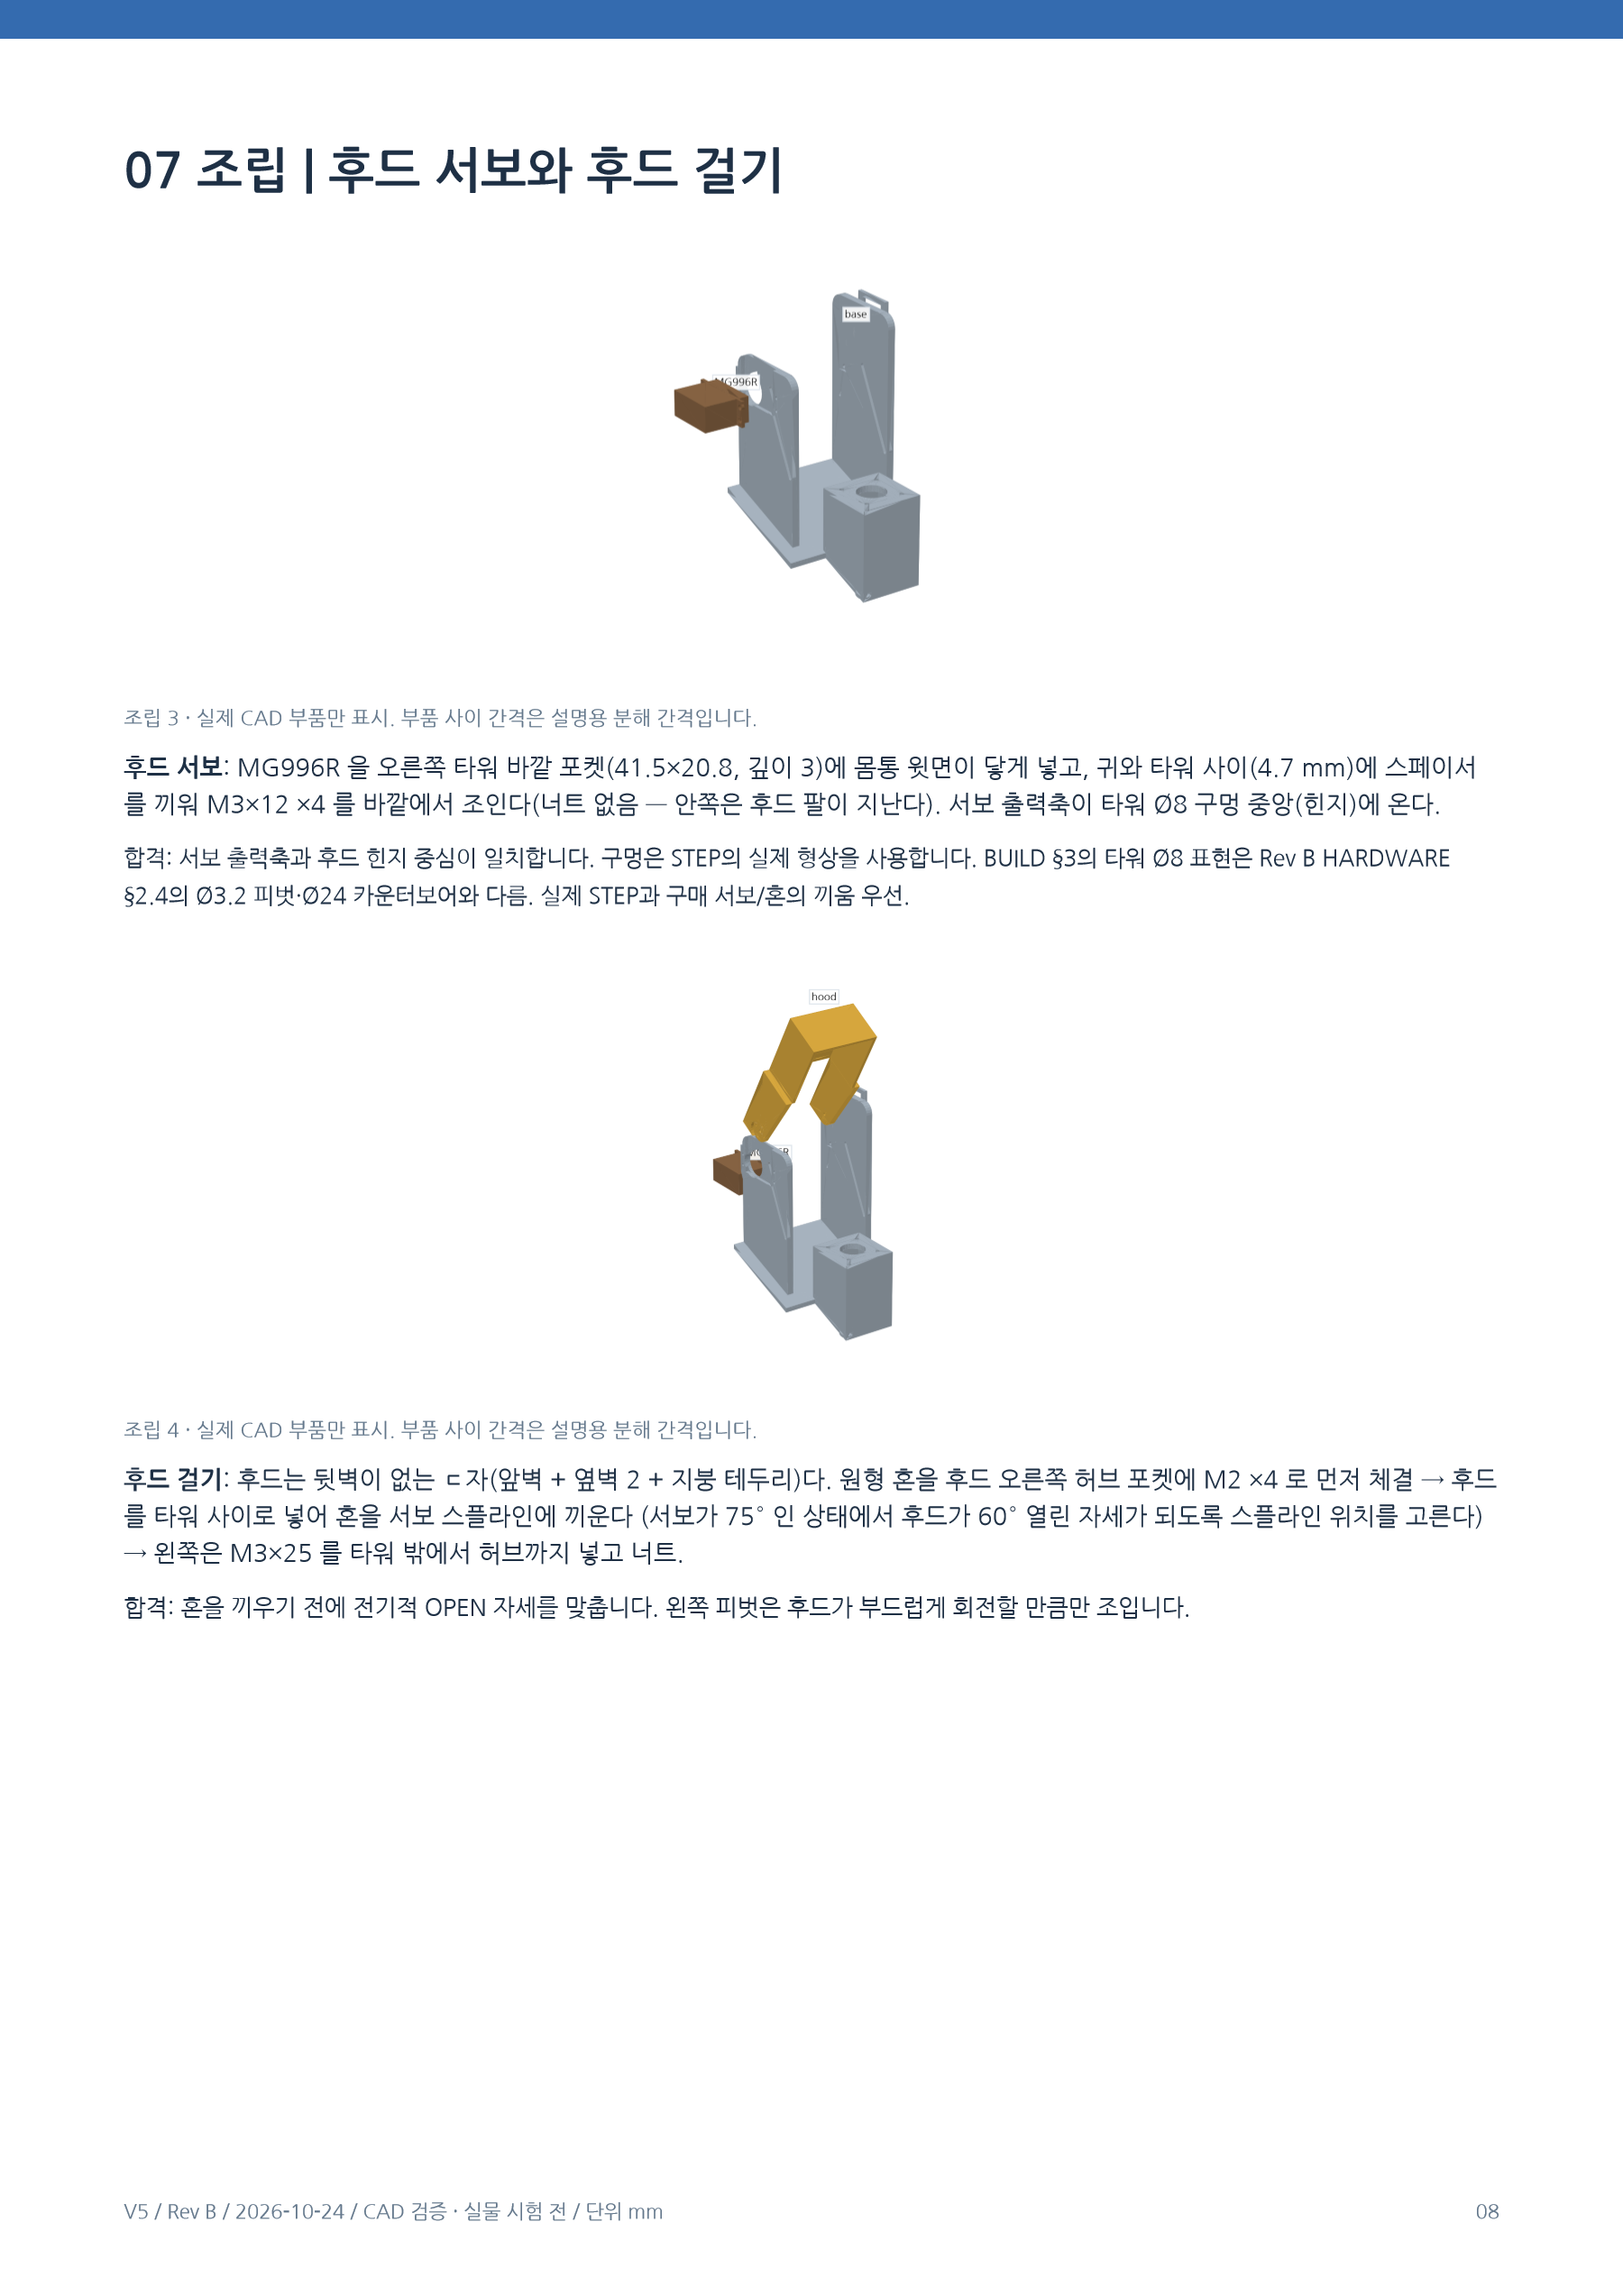 07 조립 | 후드 서보와 후드 걸기
base
MG996R
조립 3 · 실제 CAD 부품만 표시. 부품 사이 간격은 설명용 분해 간격입니다.
후드 서보: MG996R 을 오른쪽 타워 바깥 포켓(41.5×20.8, 깊이 3)에 몸통 윗면이 닿게 넣고, 귀와 타워 사이(4.7 mm)에 스페이서
를 끼워 M3×12 ×4 를 바깥에서 조인다(너트 없음 — 안쪽은 후드 팔이 지난다). 서보 출력축이 타워 Ø8 구멍 중앙(힌지)에 온다.
합격: 서보 출력축과 후드 힌지 중심이 일치합니다. 구멍은 STEP의 실제 형상을 사용합니다. BUILD §3의 타워 Ø8 표현은 Rev B HARDWARE
§2.4의 Ø3.2 피벗·Ø24 카운터보어와 다름. 실제 STEP과 구매 서보/혼의 끼움 우선.
hood
조립 4 · 실제 CAD 부품만 표시. 부품 사이 간격은 설명용 분해 간격입니다.
후드 걸기: 후드는 뒷벽이 없는 ㄷ자(앞벽 + 옆벽 2 + 지붕 테두리)다. 원형 혼을 후드 오른쪽 허브 포켓에 M2 ×4 로 먼저 체결 → 후드
를 타워 사이로 넣어 혼을 서보 스플라인에 끼운다 (서보가 75° 인 상태에서 후드가 60° 열린 자세가 되도록 스플라인 위치를 고른다)
→ 왼쪽은 M3×25 를 타워 밖에서 허브까지 넣고 너트.
합격: 혼을 끼우기 전에 전기적 OPEN 자세를 맞춥니다. 왼쪽 피벗은 후드가 부드럽게 회전할 만큼만 조입니다.
V5 / Rev B / 2026-10-24 / CAD 검증 · 실물 시험 전 / 단위 mm
08